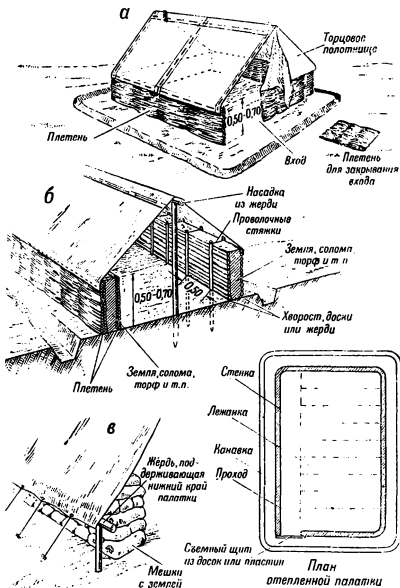 а
Торцовое
полотнище
0,50-0,70
Плетень
Вход
Плетень
для закрывания
входа
б
Насадка
из жерди
Проволочные
стяжки
Земля, солома,
торф и т.п.
0,50-0,70
0,50
Хворост, доски
или жерди
Земля, солома,
торф и т.п.
Плетень
Стенка
Лежанка
Канавка
Проход
в
Жердь, под-
держивающая
нижний край
палатки
Съемный щит
из досок или пластин
Мешки
с землей
План
отепленной палатки